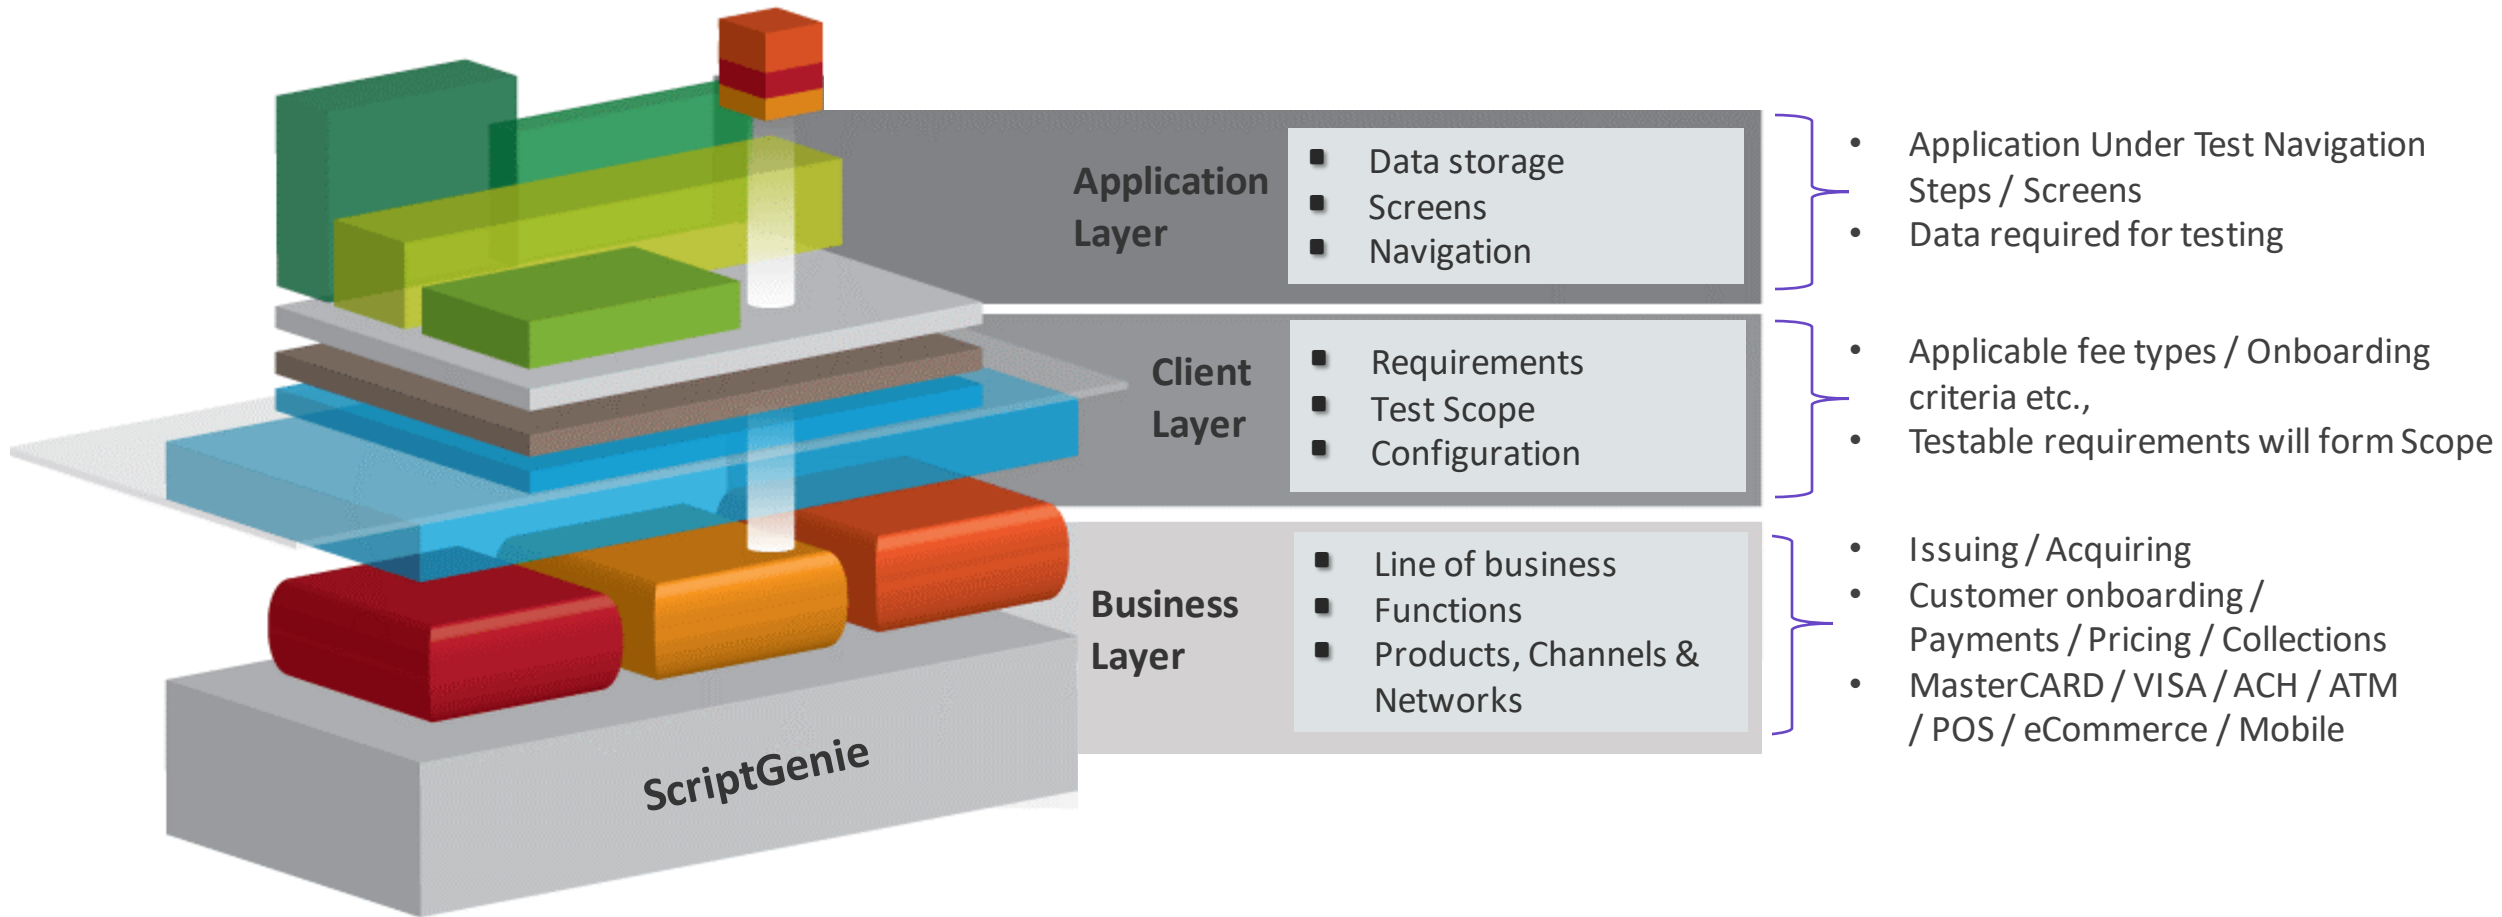 Application
Layer
▪ Data storage
▪ Screens
▪ Navigation
• Application Under Test Navigation
Steps / Screens
• Data required for testing
Client
Layer
▪ Requirements
▪ Test Scope
▪ Configuration
• Applicable fee types / Onboarding
criteria etc.,
• Testable requirements will form Scope
Business
Layer
▪ Line of business
▪ Functions
▪ Products, Channels &
Networks
• Issuing / Acquiring
• Customer onboarding /
Payments / Pricing / Collections
• MasterCARD / VISA / ACH / ATM
/ POS / eCommerce / Mobile
ScriptGenie